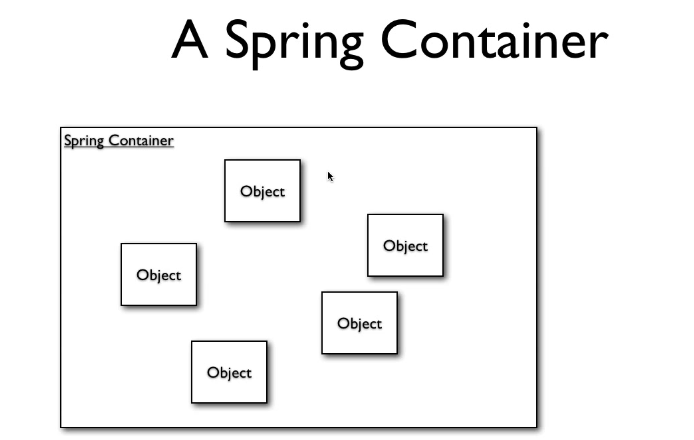 A Spring Container
Spring Container
Object
Object
Object
Object
Object